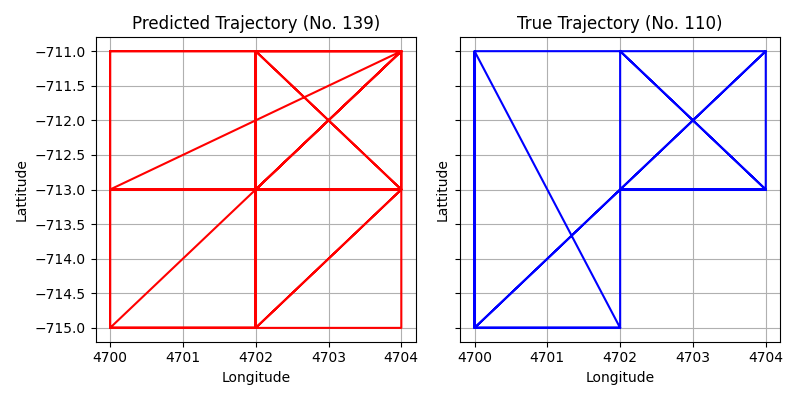 Predicted Trajectory (No. 139)
−711.0
−711.5
−712.0
−712.5
−713.0
−713.5
−714.0
−714.5
−715.0
Lattitude
4700 4701 4702 4703 4704
Longitude
True Trajectory (No. 110)
Lattitude
4700 4701 4702 4703 4704
Longitude